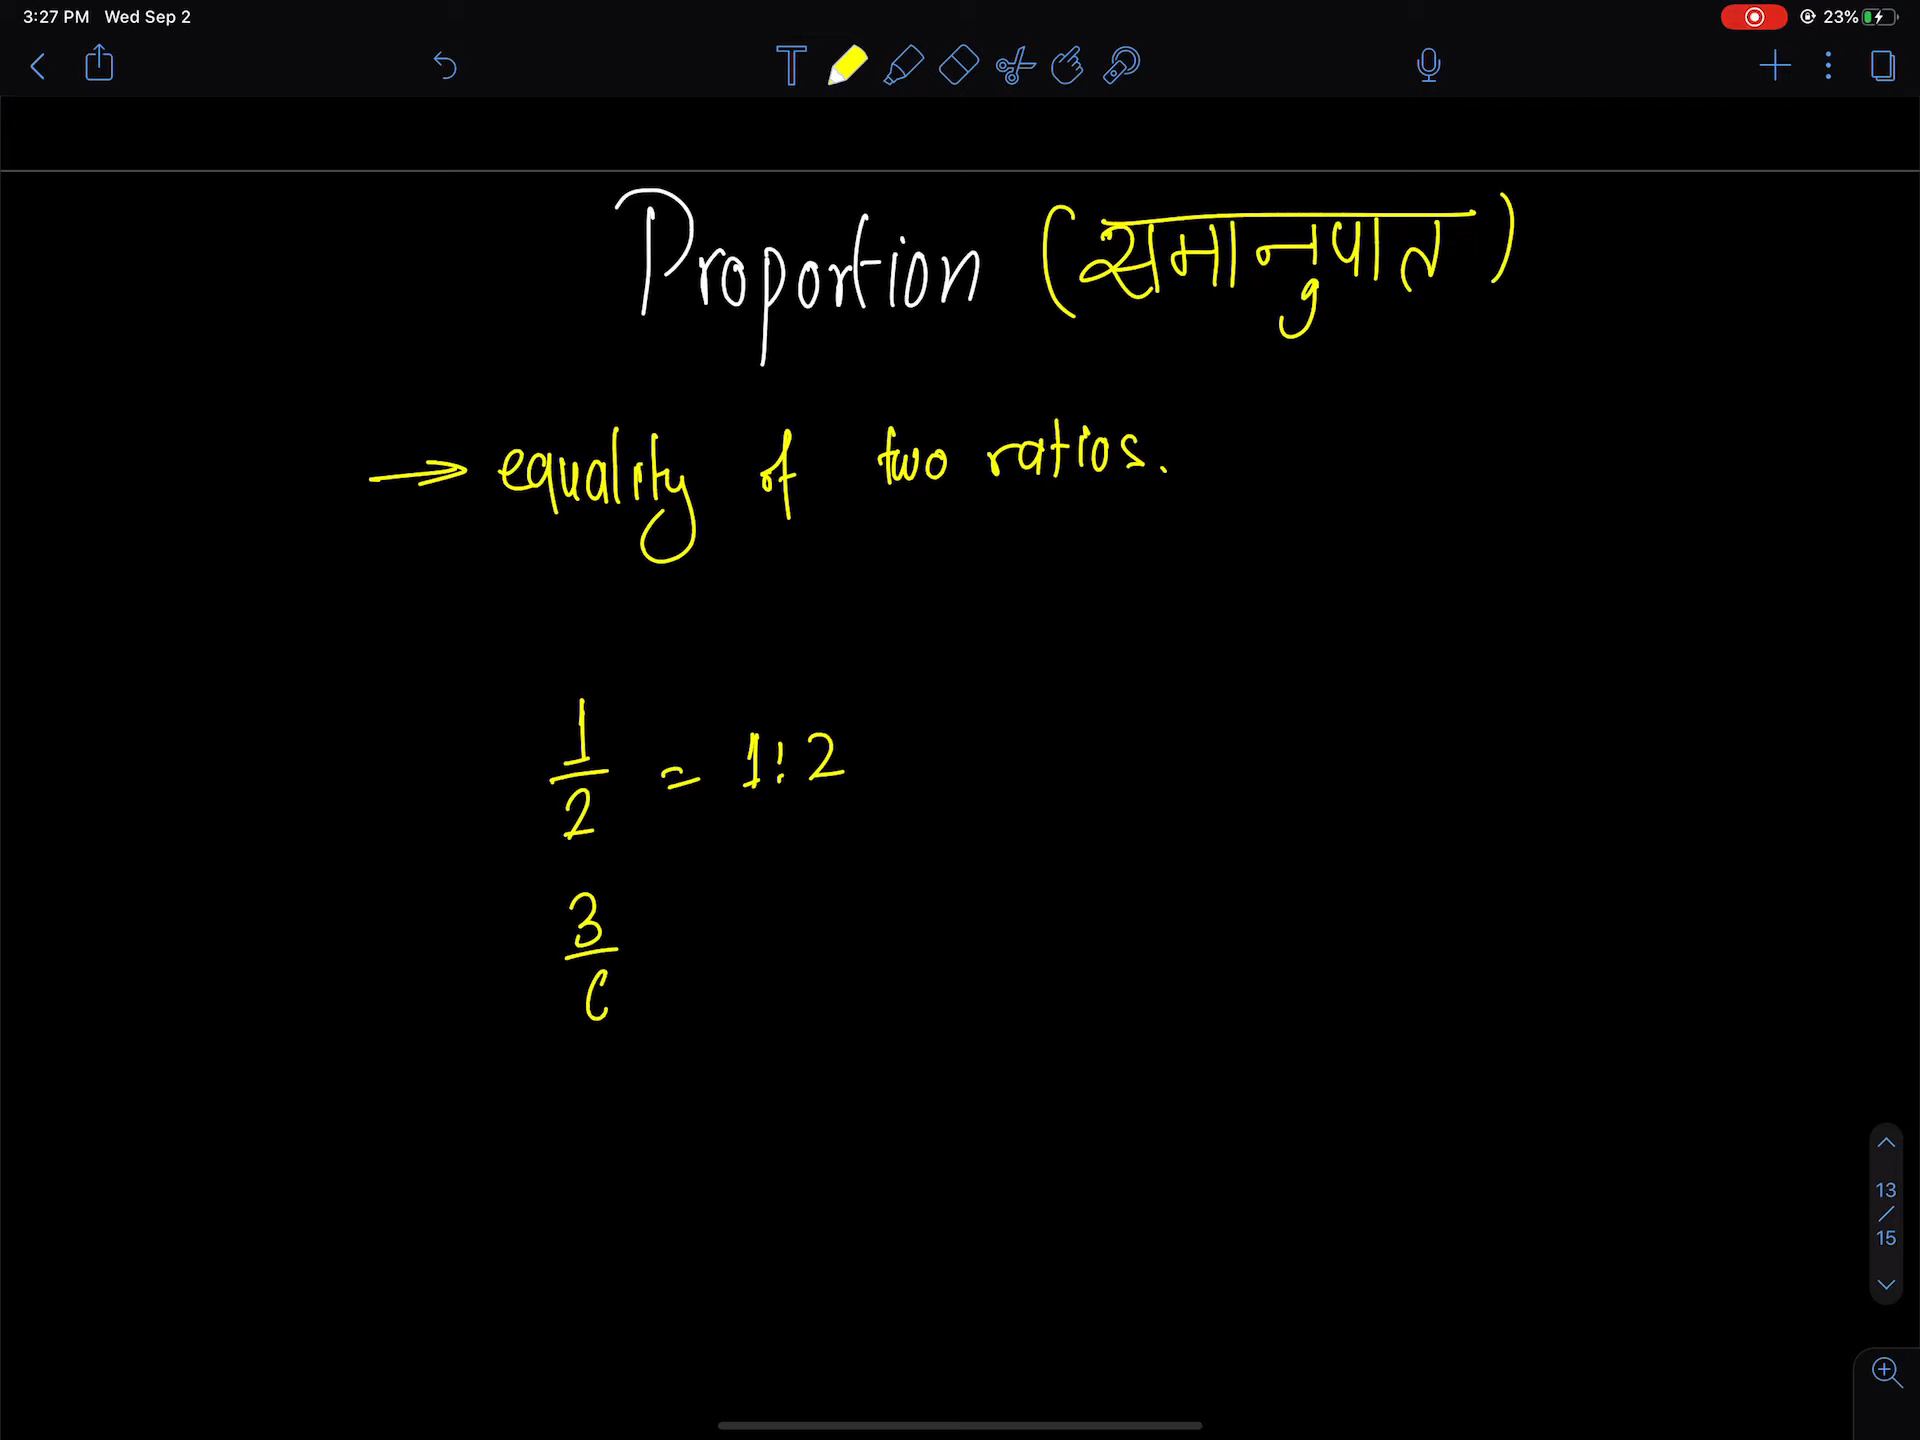 3:27 PM Wed Sep 2
23%
Proportion (समानुपात)
→ equality of two ratios.
1/2 = 1:2
3/c
13
/
15